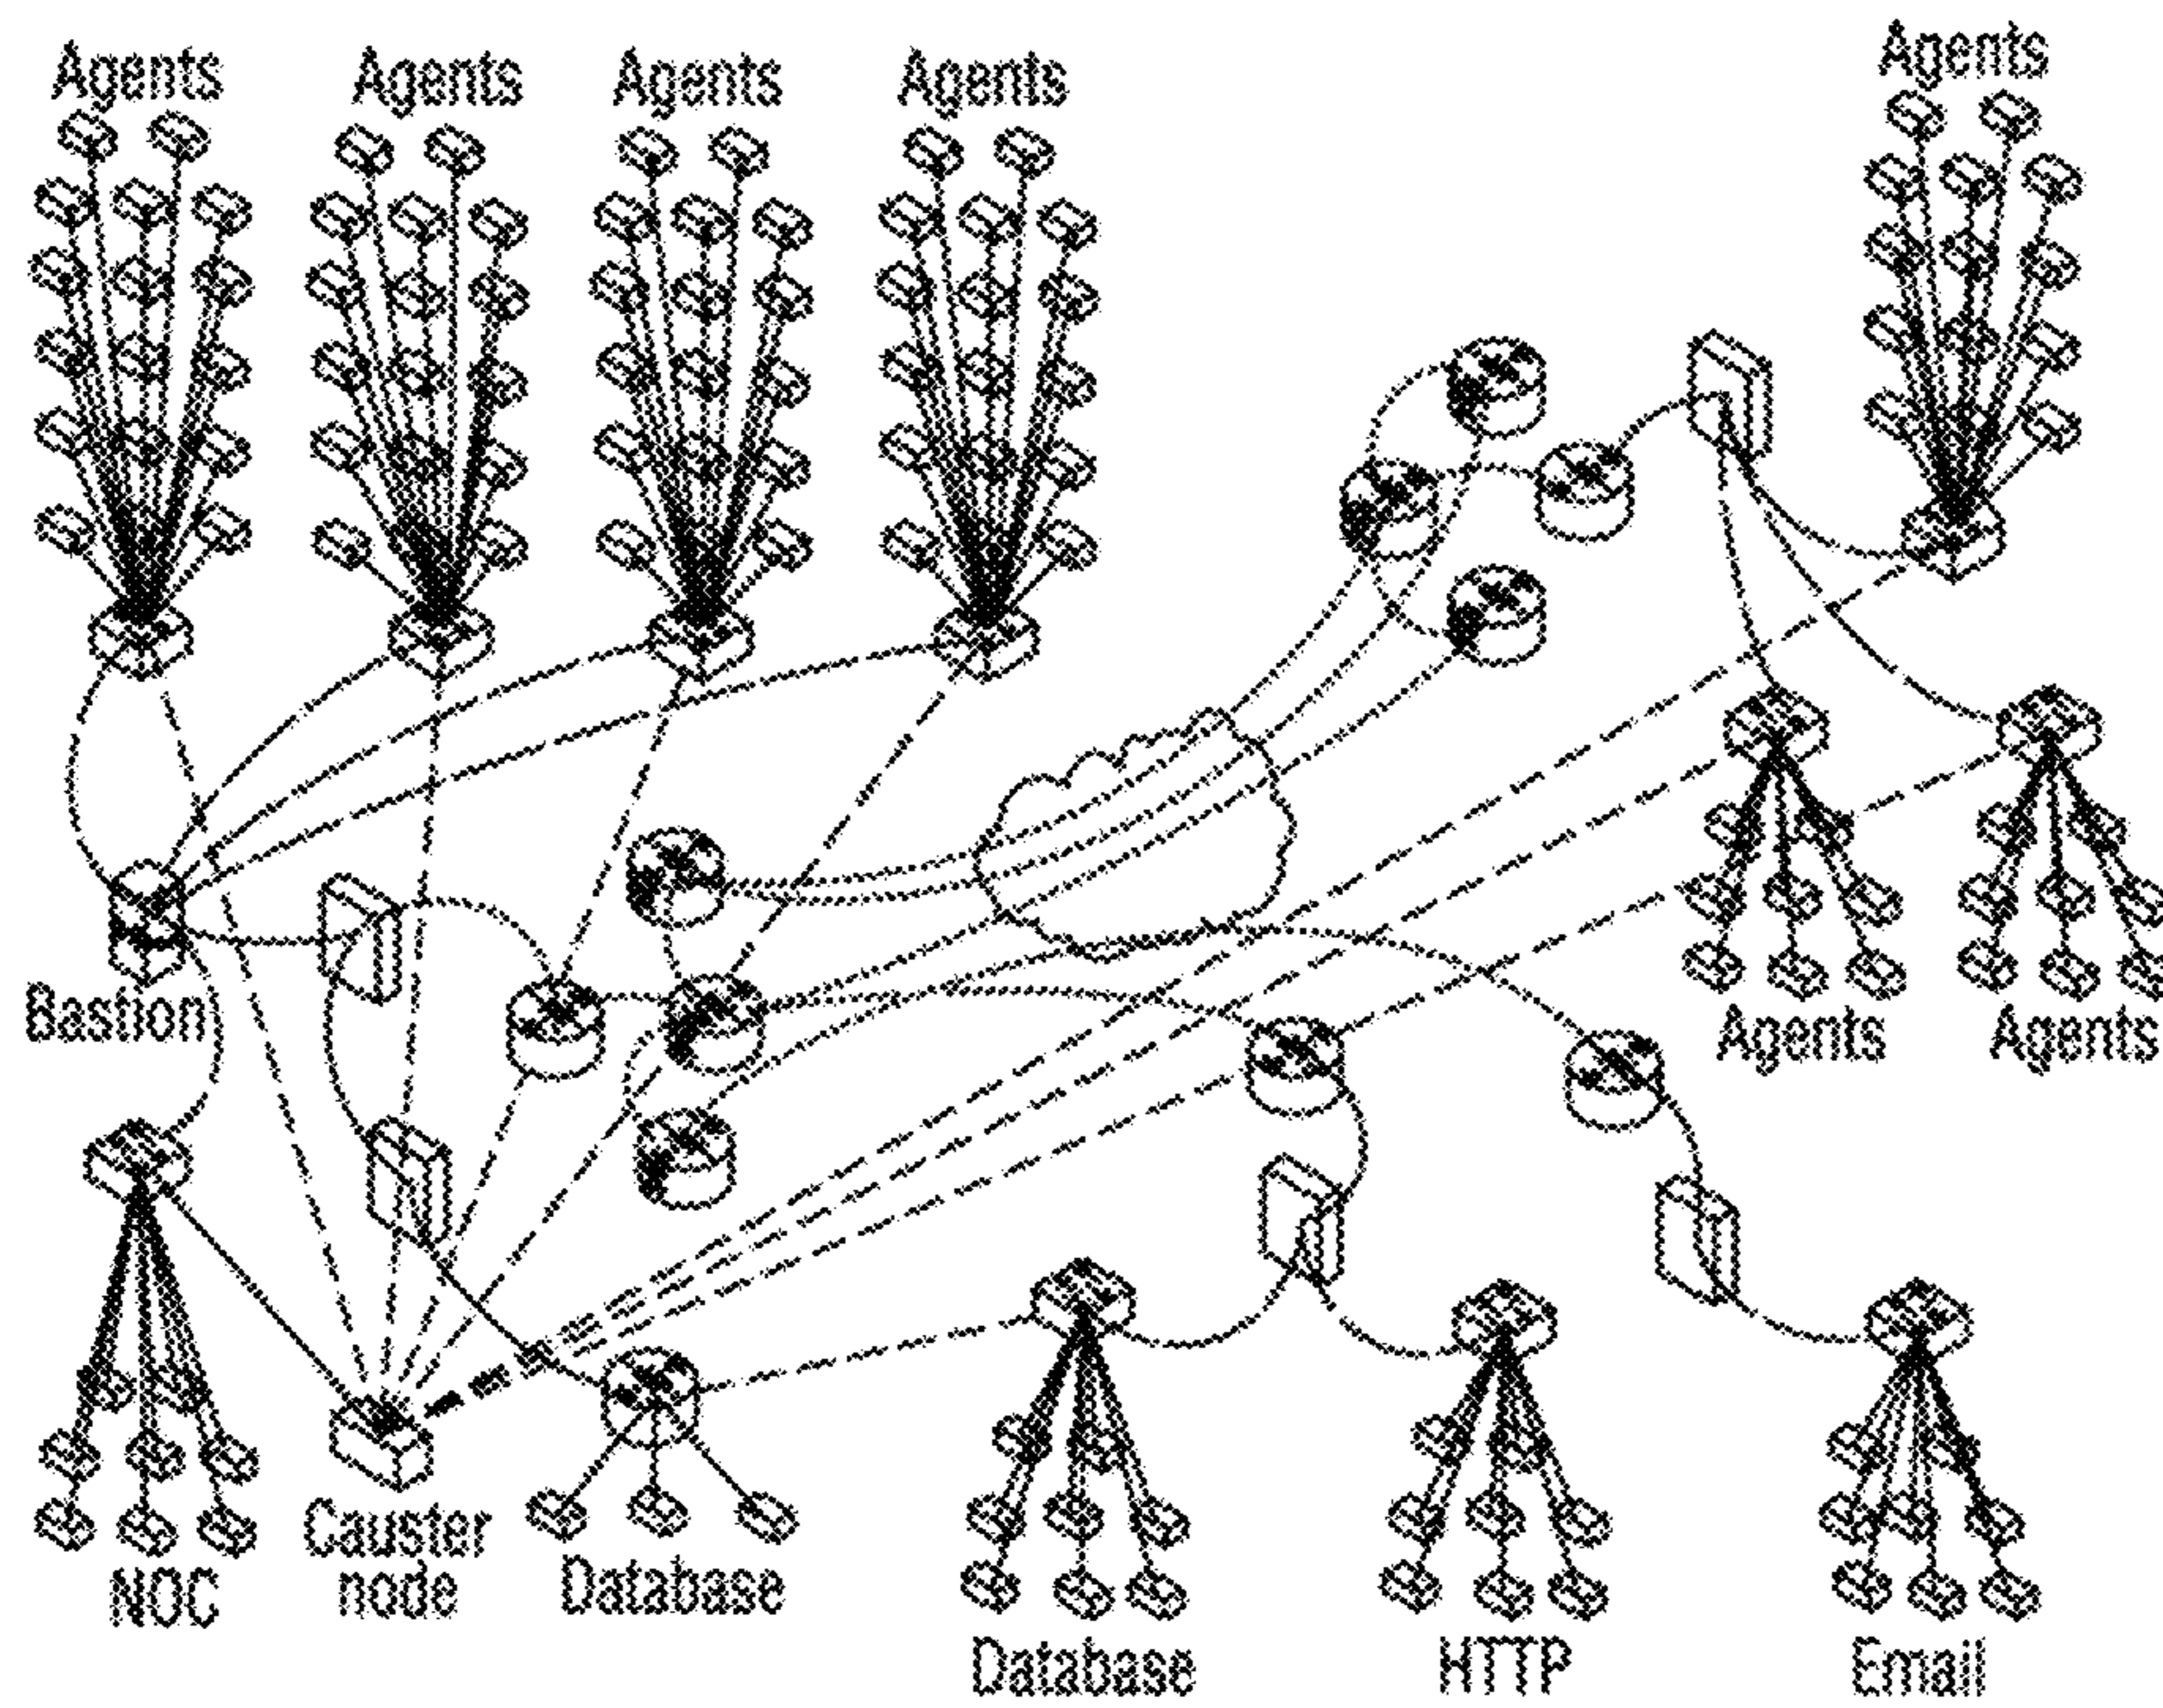 Agents
Agents
Agents
Agents
Agents
Bastion
Agents
Agents
NOC
Causter
node
Database
Database
HTTP
Email